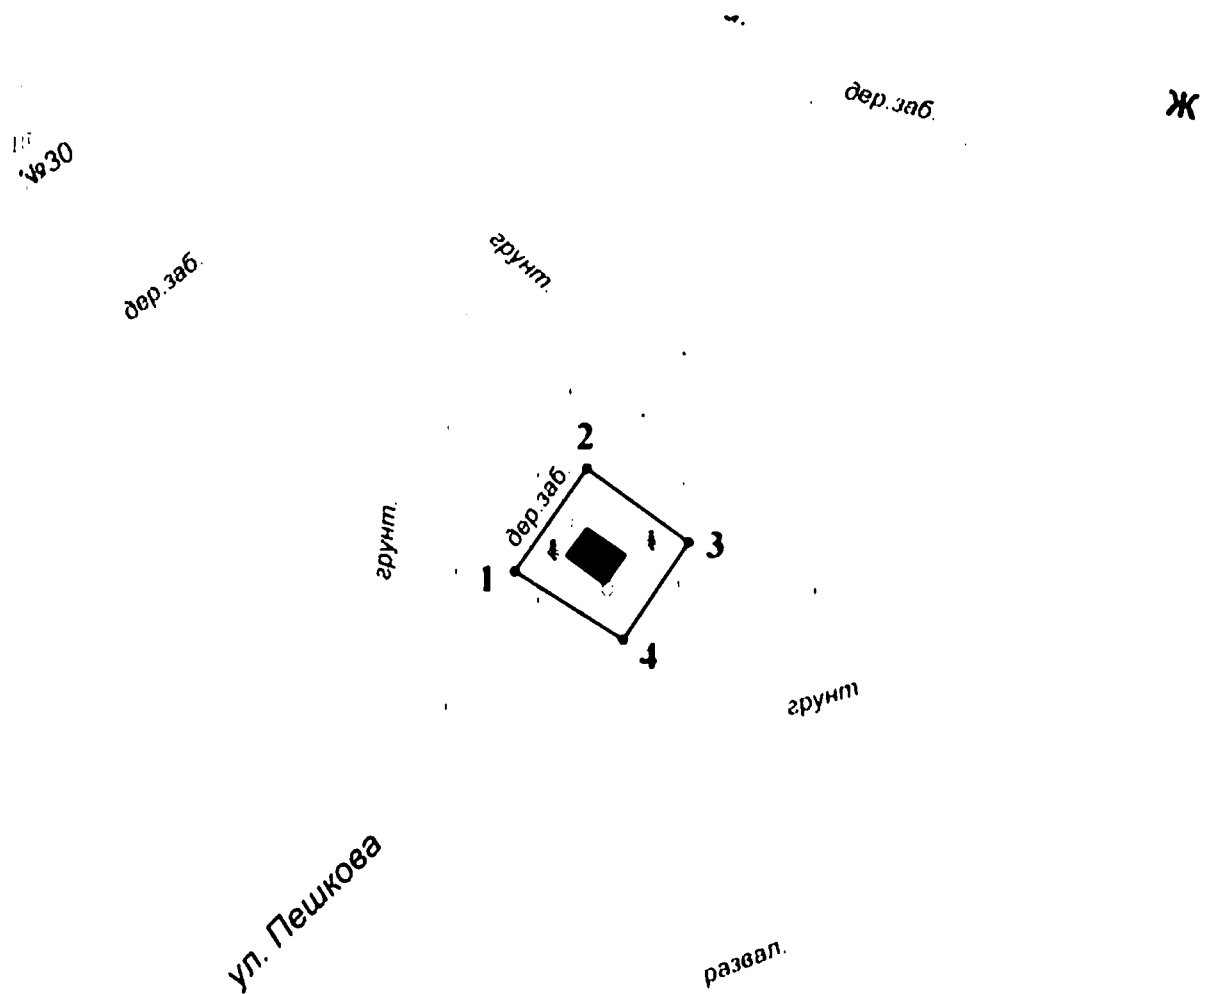 дер.заб.
Ж
№30
грунт.
дер.заб.
2
дер.заб.
грунт.
3
1
4
грунт
ул. Пешкова
развал.